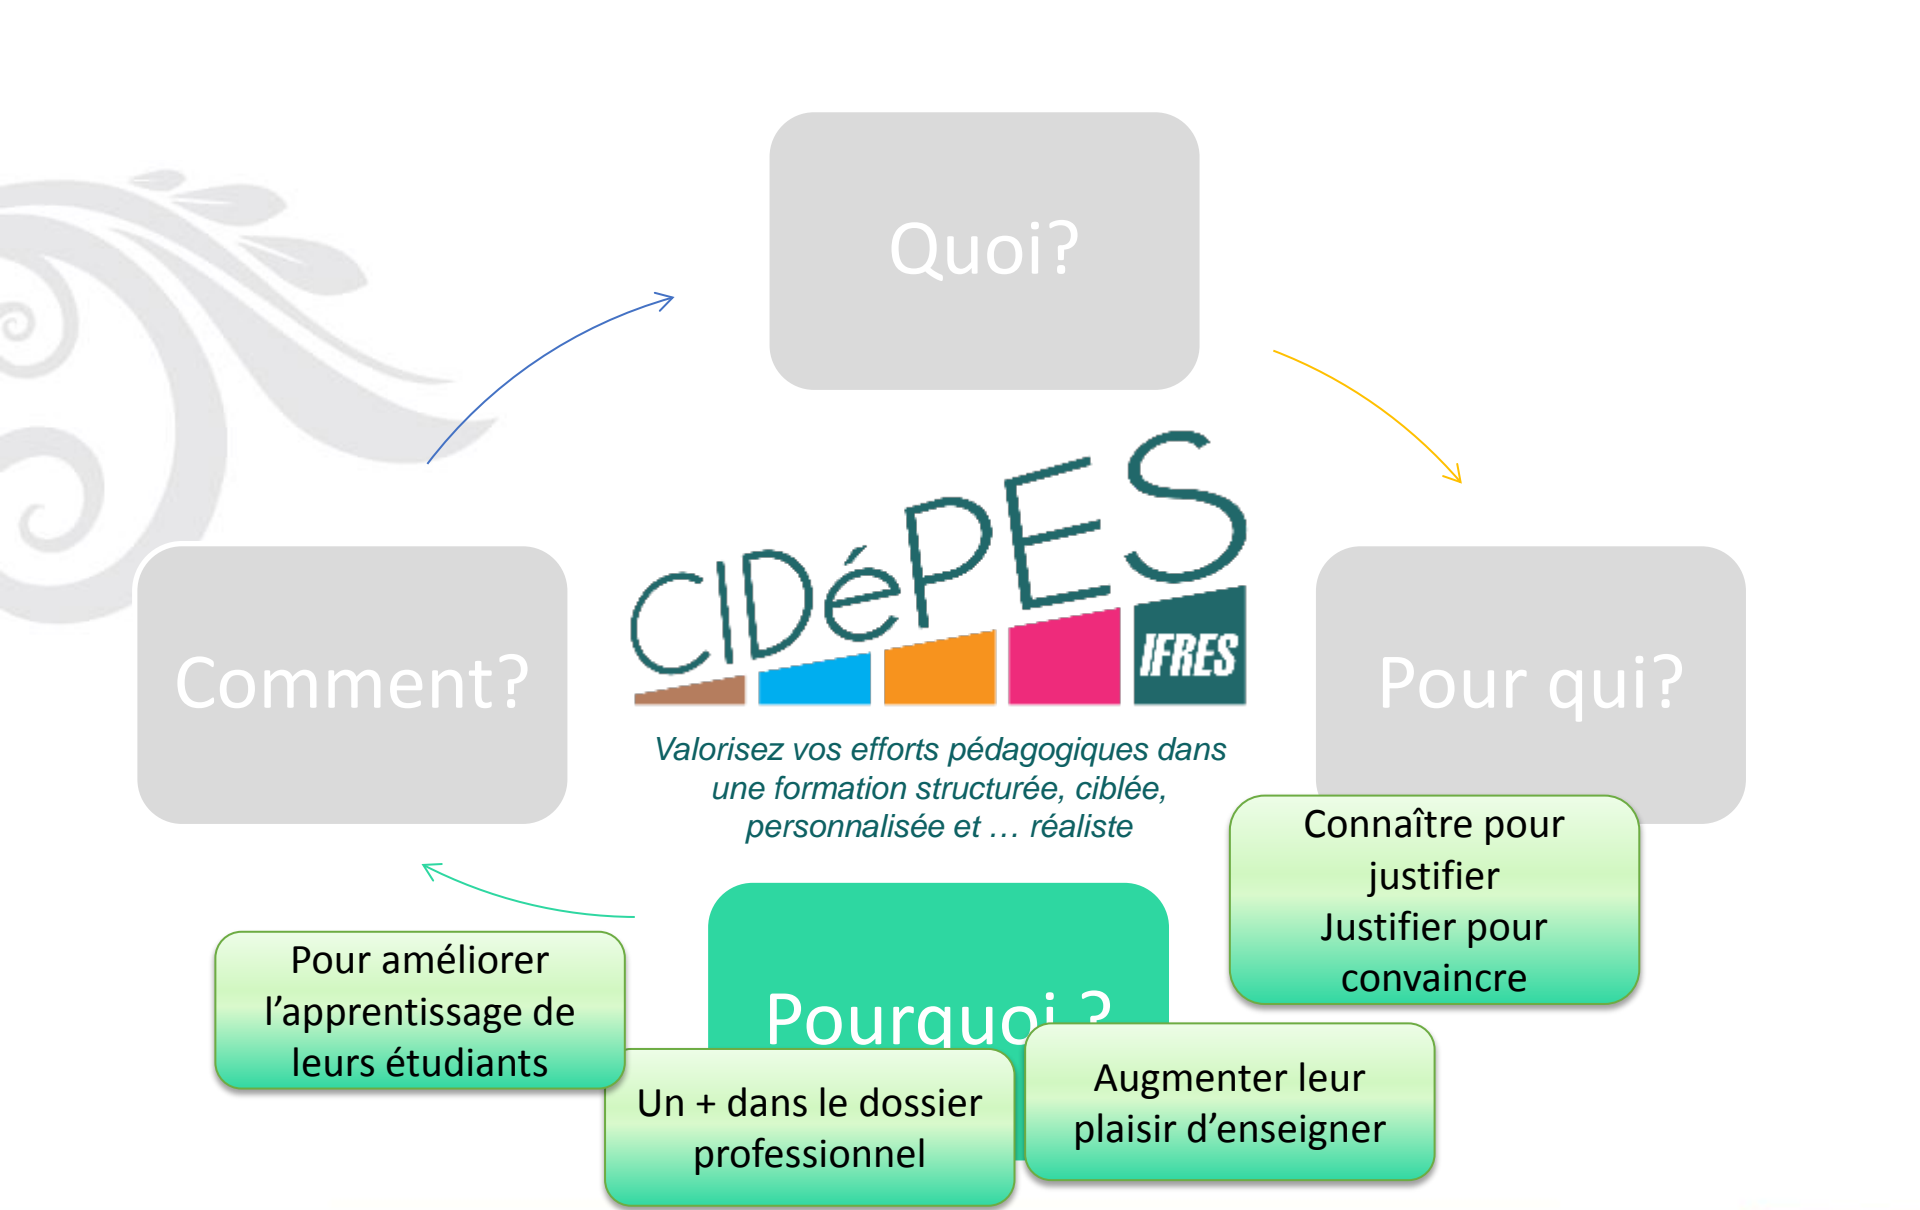 Quoi?
CIDéPES
IFRES
Comment?
Pour qui?
Valorisez vos efforts pédagogiques dans
une formation structurée, ciblée,
personnalisée et … réaliste
Connaître pour
justifier
Justifier pour
convaincre
Pourquoi ?
Pour améliorer
l’apprentissage de
leurs étudiants
Un + dans le dossier
professionnel
Augmenter leur
plaisir d’enseigner